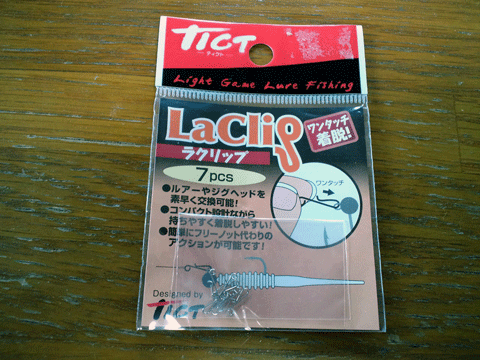 TICT
ティクト
Light Game Lure Fishing
LaClip
ラクリップ
ワンタッチ
着脱!
7pcs
●ルアーやジグヘッドを
素早く交換可能!
●コンパクト設計ながら
持ちやすく着脱しやすい!
●簡単にフリーノット代わりの
アクションが可能です!
ワンタッチ
Designed by
TICT